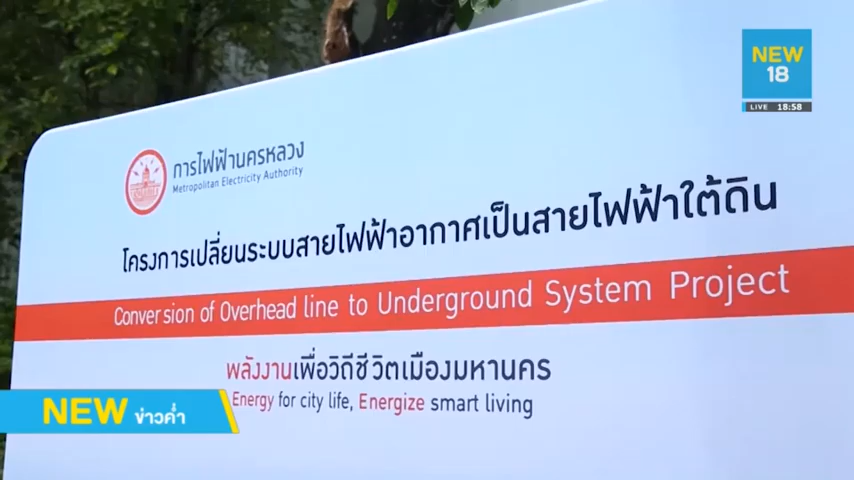 NEW
18
LIVE 18:58
การไฟฟ้านครหลวง
Metropolitan Electricity Authority
โครงการเปลี่ยนระบบสายไฟฟ้าอากาศเป็นสายไฟฟ้าใต้ดิน
Conversion of Overhead line to Underground System Project
พลังงานเพื่อวิถีชีวิตเมืองมหานคร
Energy for city life, Energize smart living
NEW ข่าวค่ำ